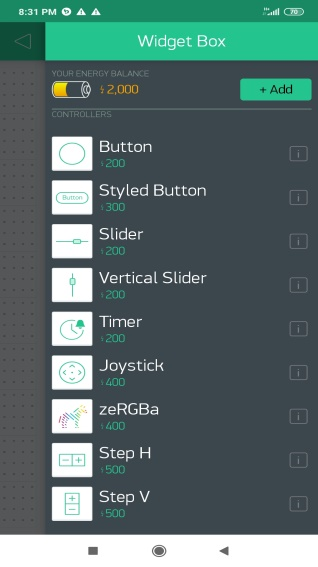 8:31 PM
70
Widget Box
YOUR ENERGY BALANCE
2,000
+ Add
CONTROLLERS
Button
200
Button
Styled Button
300
Slider
200
Vertical Slider
200
Timer
200
Joystick
400
zeRGBa
400
Step H
500
Step V
500